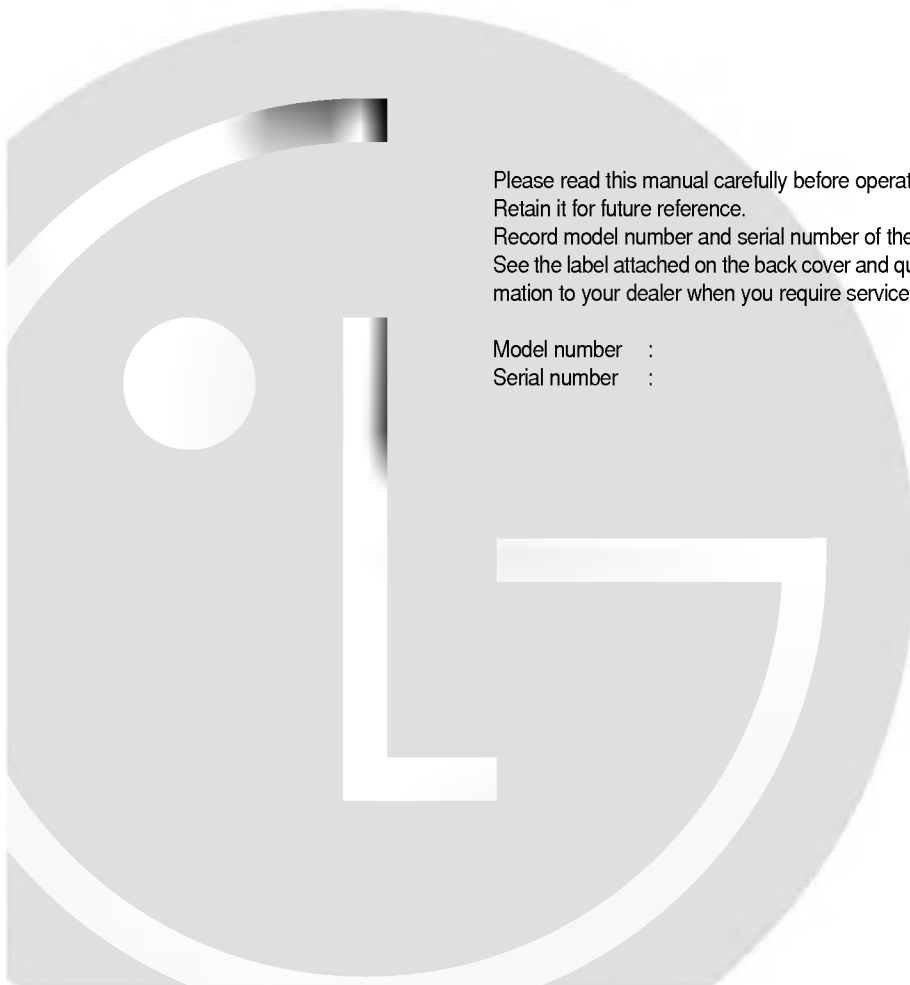 Please read this manual carefully before operat
Retain it for future reference.
Record model number and serial number of the
See the label attached on the back cover and qu
mation to your dealer when you require service
Model number :
Serial number :